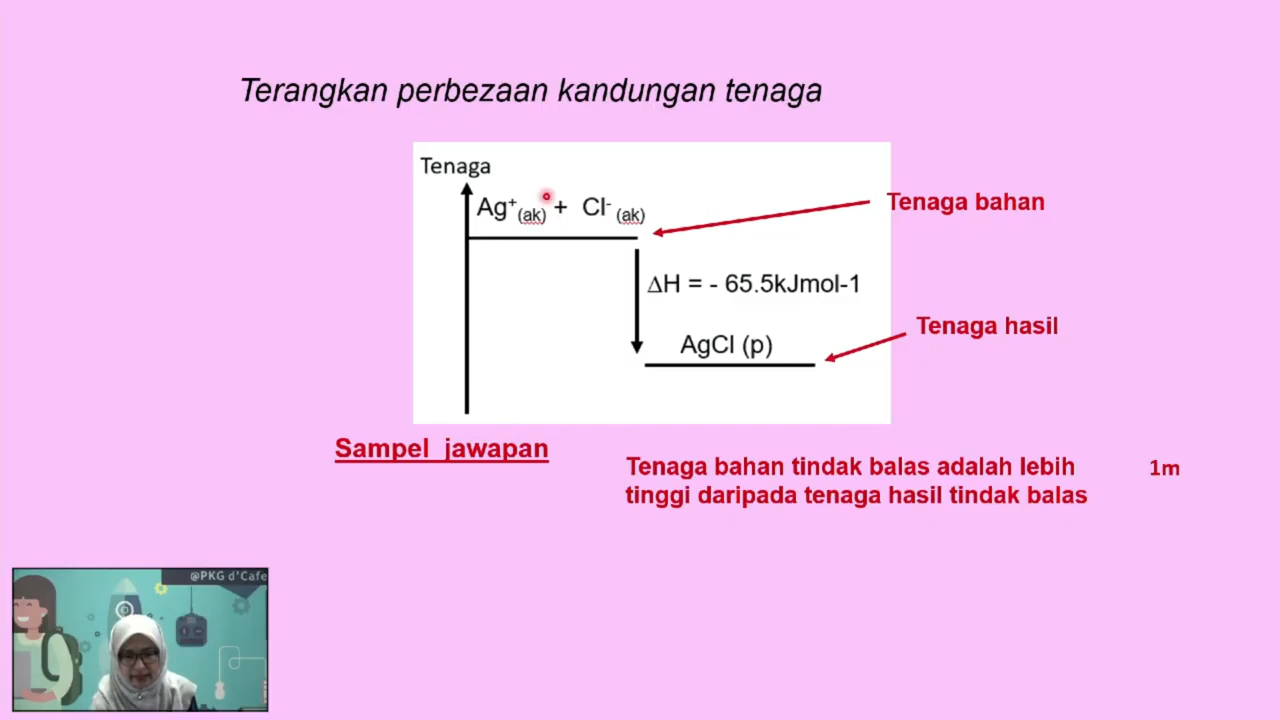 Terangkan perbezaan kandungan tenaga
Tenaga
Ag⁺(ak) + Cl⁻(ak)
Tenaga bahan
∆H = - 65.5kJmol-1
Tenaga hasil
AgCl (p)
Sampel jawapan
Tenaga bahan tindak balas adalah lebih 1m
tinggi daripada tenaga hasil tindak balas
@PKG d'Cafe